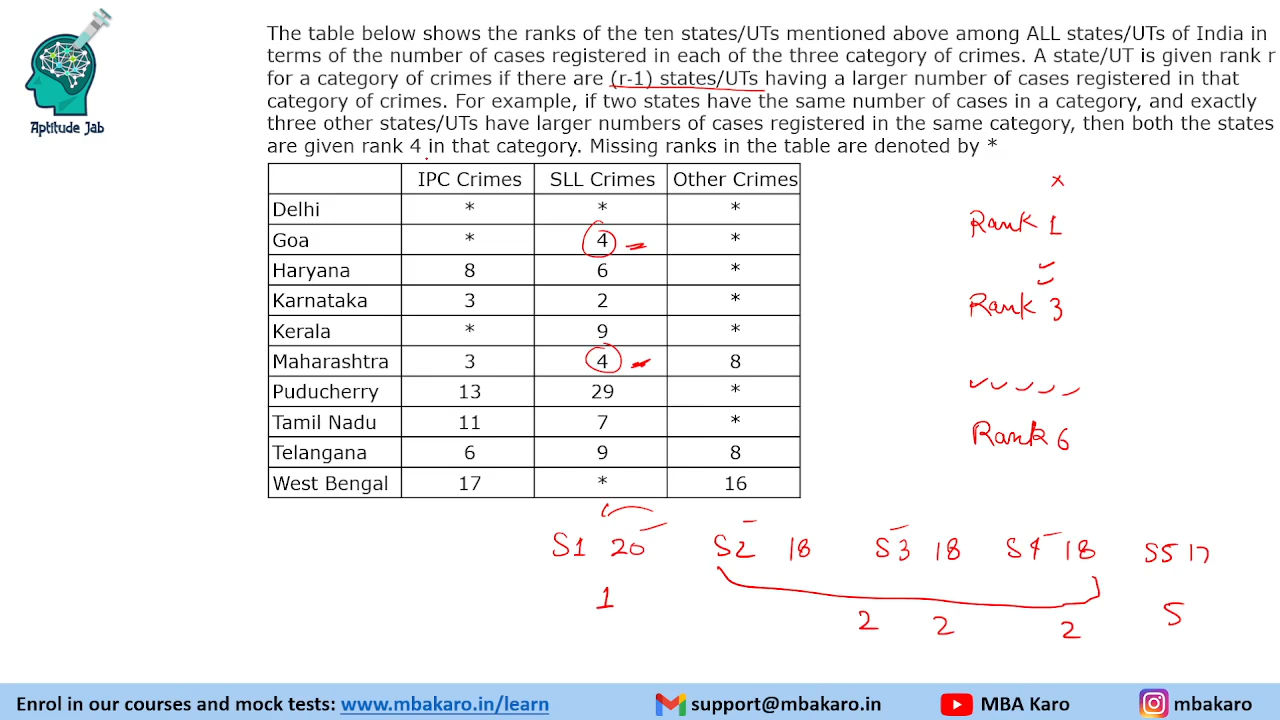 Aptitude Jab
The table below shows the ranks of the ten states/UTs mentioned above among ALL states/UTs of India in
terms of the number of cases registered in each of the three category of crimes. A state/UT is given rank r
for a category of crimes if there are (r-1) states/UTs having a larger number of cases registered in that
category of crimes. For example, if two states have the same number of cases in a category, and exactly
three other states/UTs have larger numbers of cases registered in the same category, then both the states
are given rank 4 in that category. Missing ranks in the table are denoted by *
IPC Crimes SLL Crimes Other Crimes
Delhi * * *
Goa * 4 *
Haryana 8 6 *
Karnataka 3 2 *
Kerala * 9 *
Maharashtra 3 4 8
Puducherry 13 29 *
Tamil Nadu 11 7 *
Telangana 6 9 8
West Bengal 17 * 16
Rank 1
Rank 3
Rank 6
S1 20 S2 18 S3 18 S4 18 S5 17
1 2 2 2 5
Enrol in our courses and mock tests: www.mbakaro.in/learn support@mbakaro.in MBA Karo mbakaro